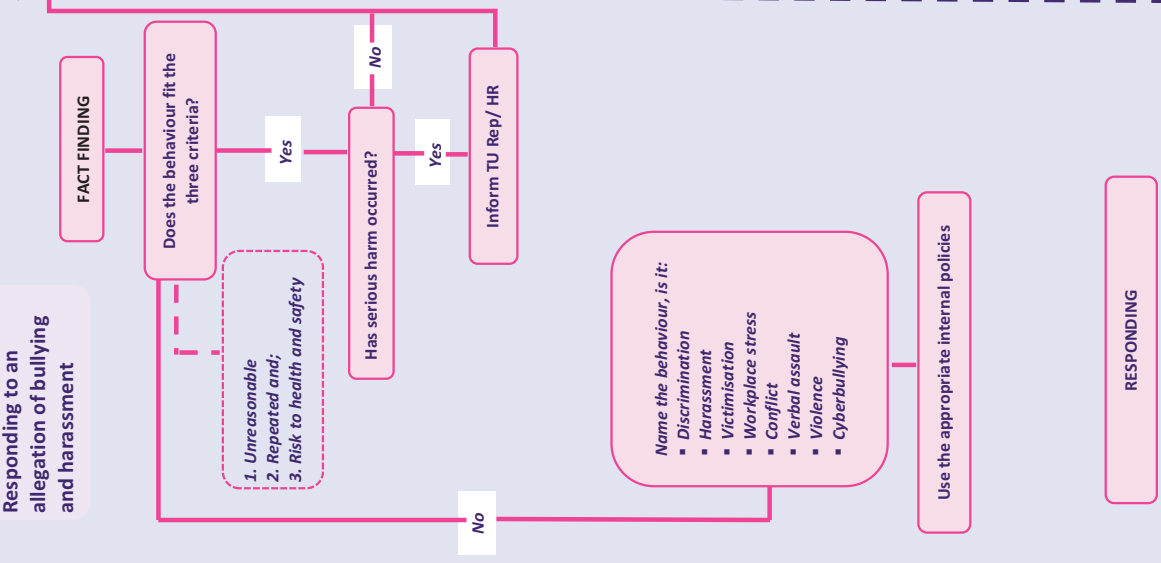 Responding to an
allegation of bullying
and harassment
FACT FINDING
Does the behaviour fit the
three criteria?
1. Unreasonable
2. Repeated and;
3. Risk to health and safety
Yes
Has serious harm occurred?
No
Yes
Inform TU Rep/ HR
No
Name the behaviour, is it:
▪ Discrimination
▪ Harassment
▪ Victimisation
▪ Workplace stress
▪ Conflict
▪ Verbal assault
▪ Violence
▪ Cyberbullying
Use the appropriate internal policies
RESPONDING